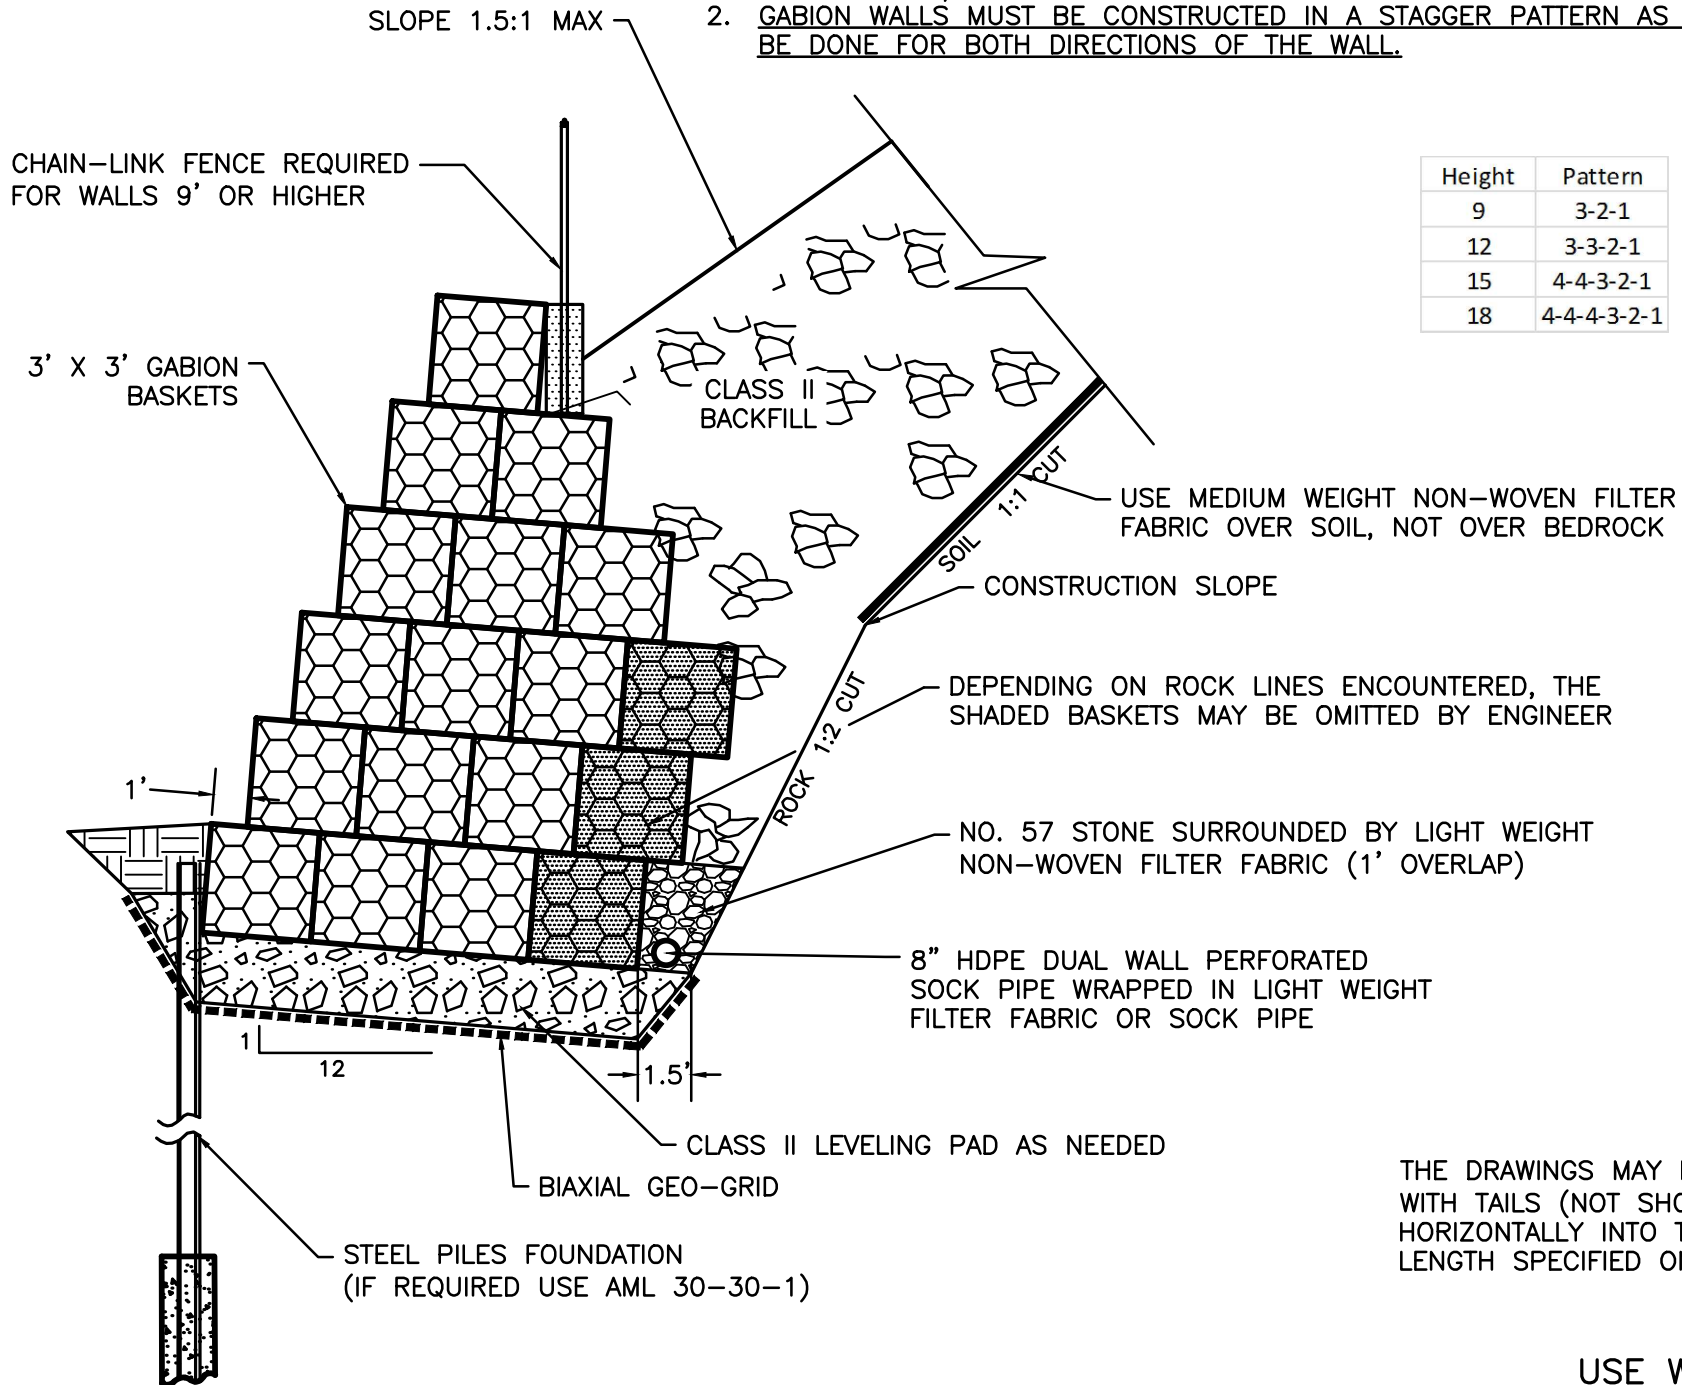 SLOPE 1.5:1 MAX
2. GABION WALLS MUST BE CONSTRUCTED IN A STAGGER PATTERN AS
BE DONE FOR BOTH DIRECTIONS OF THE WALL.
CHAIN-LINK FENCE REQUIRED
FOR WALLS 9' OR HIGHER
Height Pattern
9 3-2-1
12 3-3-2-1
15 4-4-3-2-1
18 4-4-4-3-2-1
3' X 3' GABION
BASKETS
CLASS II
BACKFILL
SOIL 1:1 CUT
USE MEDIUM WEIGHT NON-WOVEN FILTER
FABRIC OVER SOIL, NOT OVER BEDROCK
CONSTRUCTION SLOPE
ROCK 1:2 CUT
DEPENDING ON ROCK LINES ENCOUNTERED, THE
SHADED BASKETS MAY BE OMITTED BY ENGINEER
1'
NO. 57 STONE SURROUNDED BY LIGHT WEIGHT
NON-WOVEN FILTER FABRIC (1' OVERLAP)
8" HDPE DUAL WALL PERFORATED
SOCK PIPE WRAPPED IN LIGHT WEIGHT
FILTER FABRIC OR SOCK PIPE
1
12
1.5'
CLASS II LEVELING PAD AS NEEDED
BIAXIAL GEO-GRID
STEEL PILES FOUNDATION
(IF REQUIRED USE AML 30-30-1)
THE DRAWINGS MAY
WITH TAILS (NOT
HORIZONTALLY INTO
LENGTH SPECIFIED
USE